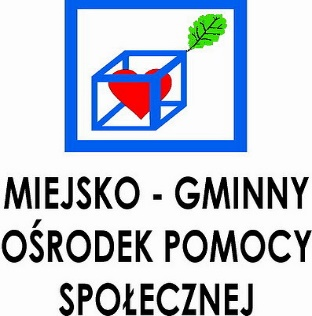 MIEJSKO - GMINNY
OŚRODEK POMOCY
SPOŁECZNEJ